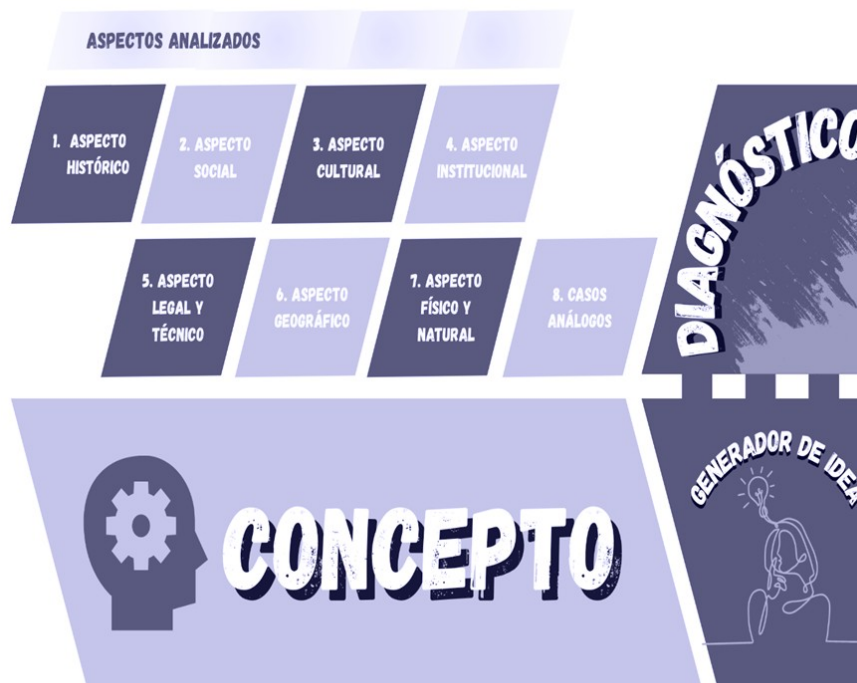 ASPECTOS ANALIZADOS
1. ASPECTO
HISTÓRICO
2. ASPECTO
SOCIAL
3. ASPECTO
CULTURAL
4. ASPECTO
INSTITUCIONAL
5. ASPECTO
LEGAL Y
TÉCNICO
6. ASPECTO
GEOGRÁFICO
7. ASPECTO
FÍSICO Y
NATURAL
8. CASOS
ANÁLOGOS
DIAGNÓSTICO
CONCEPTO
GENERADOR DE IDEA